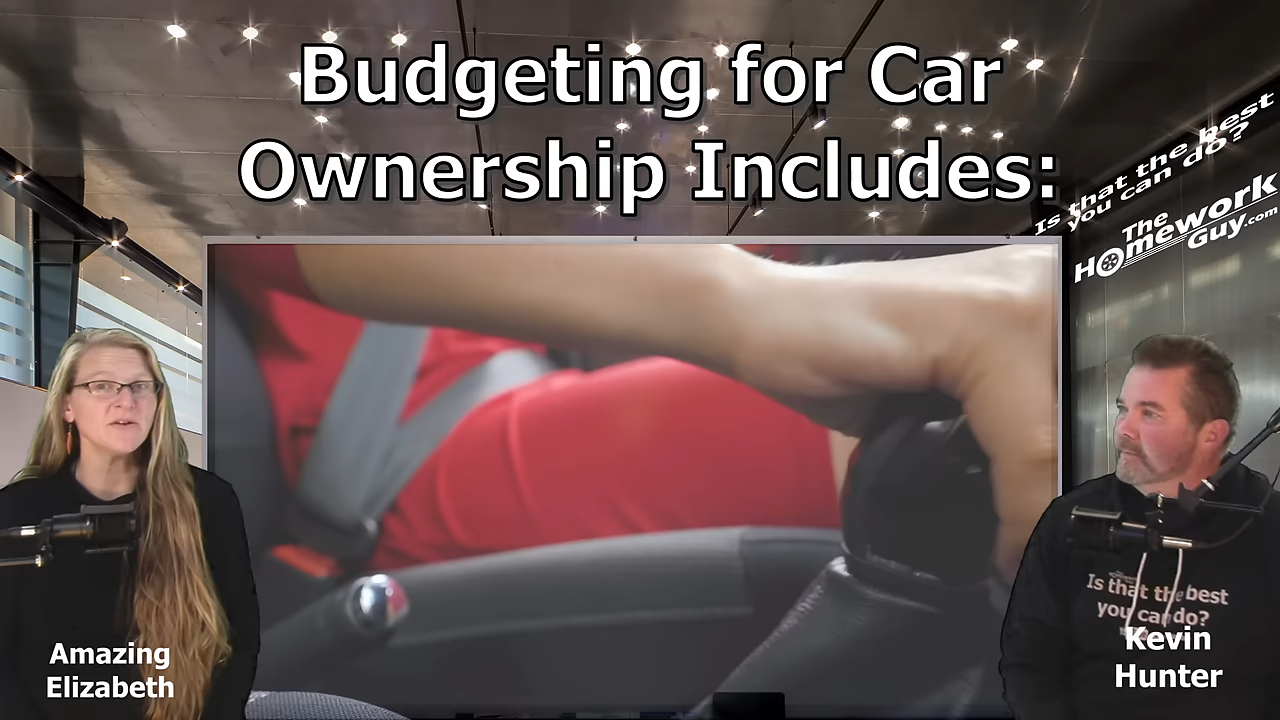 Budgeting for Car
Ownership Includes:
Is that the best
you can do?
The
Homework
Guy.com
Amazing
Elizabeth
Is that the best
you can do?
Kevin
Hunter